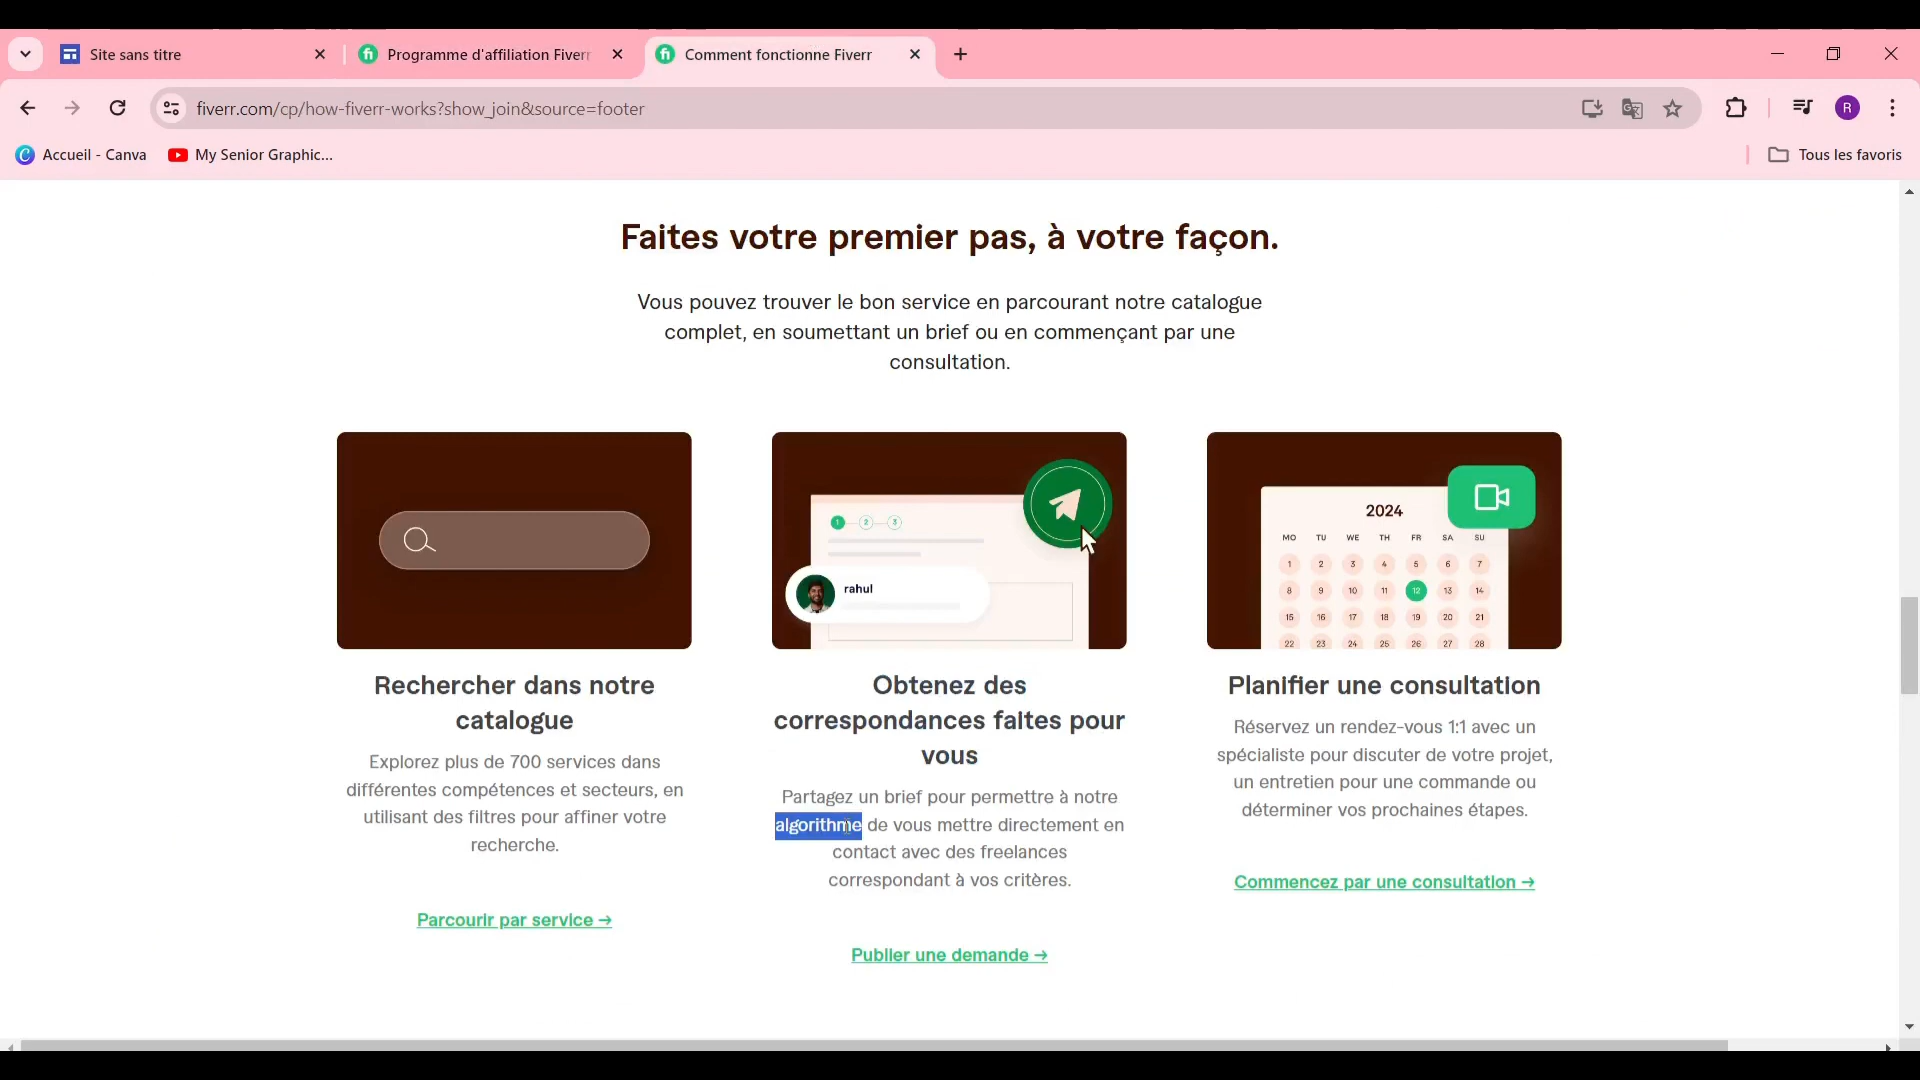 Site sans titre
Programme d'affiliation Fiverr
Comment fonctionne Fiverr
fiverr.com/cp/how-fiverr-works?show_join&source=footer
R
Accueil - Canva
My Senior Graphic...
Tous les favoris
Faites votre premier pas, à votre façon.
Vous pouvez trouver le bon service en parcourant notre catalogue
complet, en soumettant un brief ou en commençant par une
consultation.
1 2 3
rahul
2024
MO TU WE TH FR SA SU
1 2 3 4 5 6 7
8 9 10 11 12 13 14
15 16 17 18 19 20 21
22 23 24 25 26 27 28
Rechercher dans notre
catalogue
Explorez plus de 700 services dans
différentes compétences et secteurs, en
utilisant des filtres pour affiner votre
recherche.
Parcourir par service →
Obtenez des
correspondances faites pour
vous
Partagez un brief pour permettre à notre
algorithme de vous mettre directement en
contact avec des freelances
correspondant à vos critères.
Publier une demande →
Planifier une consultation
Réservez un rendez-vous 1:1 avec un
spécialiste pour discuter de votre projet,
un entretien pour une commande ou
déterminer vos prochaines étapes.
Commencez par une consultation →